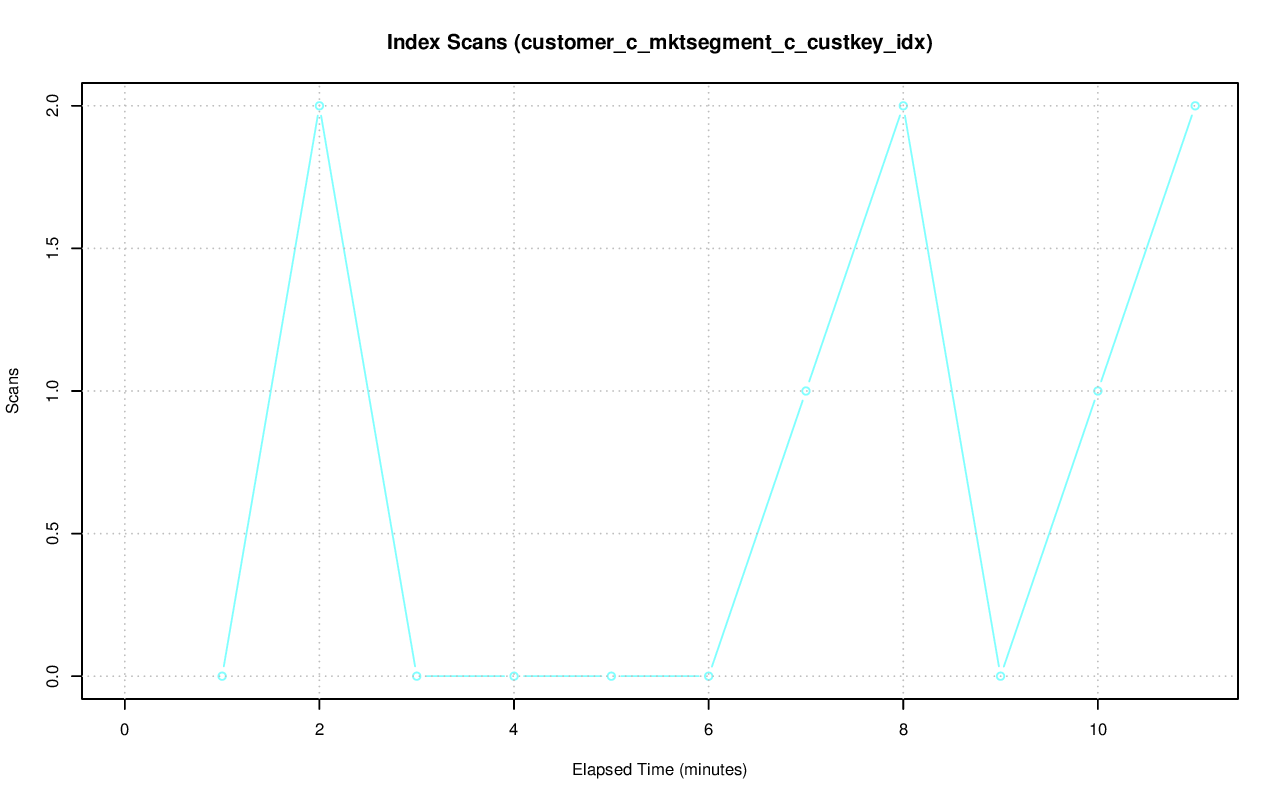 Index Scans (customer_c_mktsegment_c_custkey_idx)
Scans
2.0
1.5
1.0
0.5
0.0
0 2 4 6 8 10
Elapsed Time (minutes)